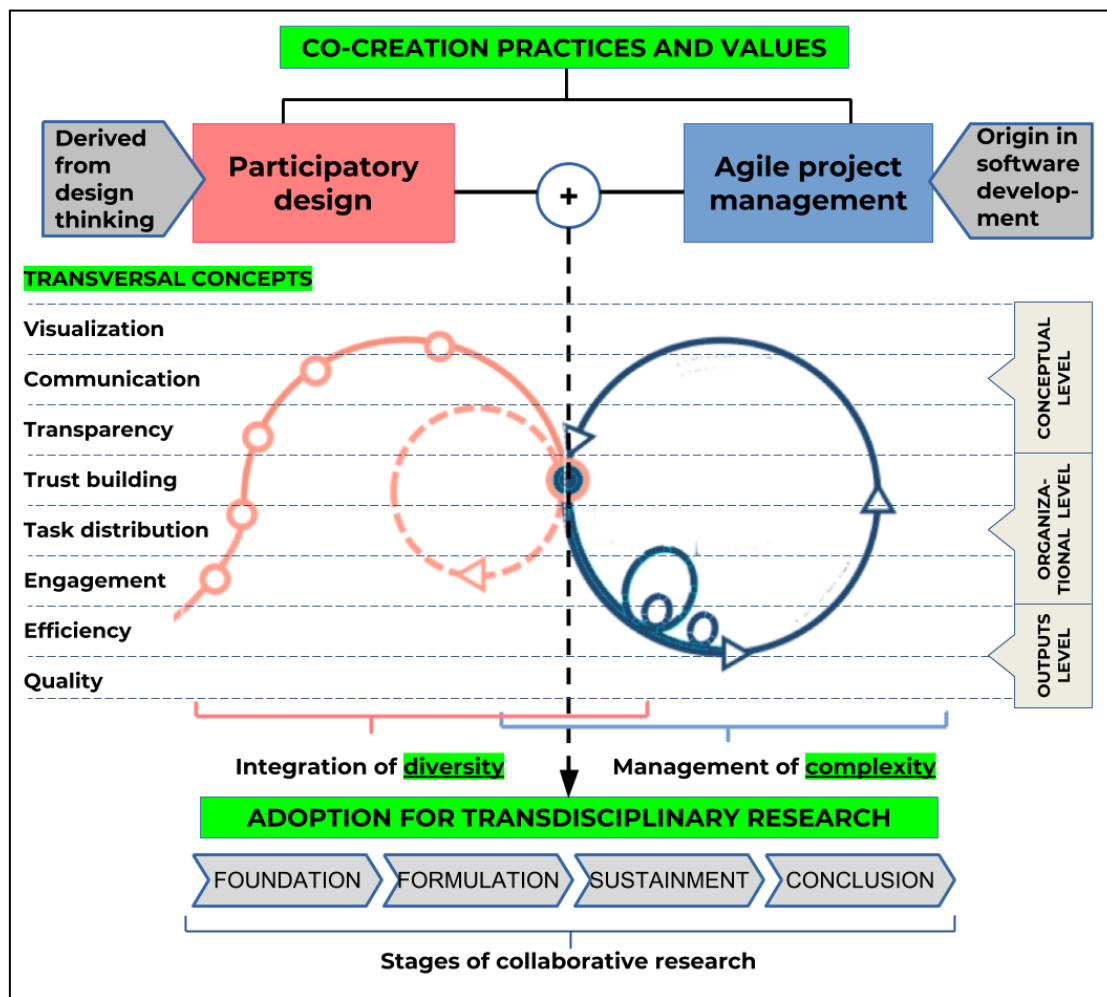 CO-CREATION PRACTICES AND VALUES
Derived
from
design
thinking
Participatory
design
+
Agile project
management
Origin in
software
develop-
ment
TRANSVERSAL CONCEPTS
Visualization
Communication
Transparency
Trust building
Task distribution
Engagement
Efficiency
Quality
CONCEPTUAL
LEVEL
ORGANIZA-
TIONAL LEVEL
OUTPUTS
LEVEL
Integration of diversity
Management of complexity
ADOPTION FOR TRANSDISCIPLINARY RESEARCH
FOUNDATION
FORMULATION
SUSTAINMENT
CONCLUSION
Stages of collaborative research